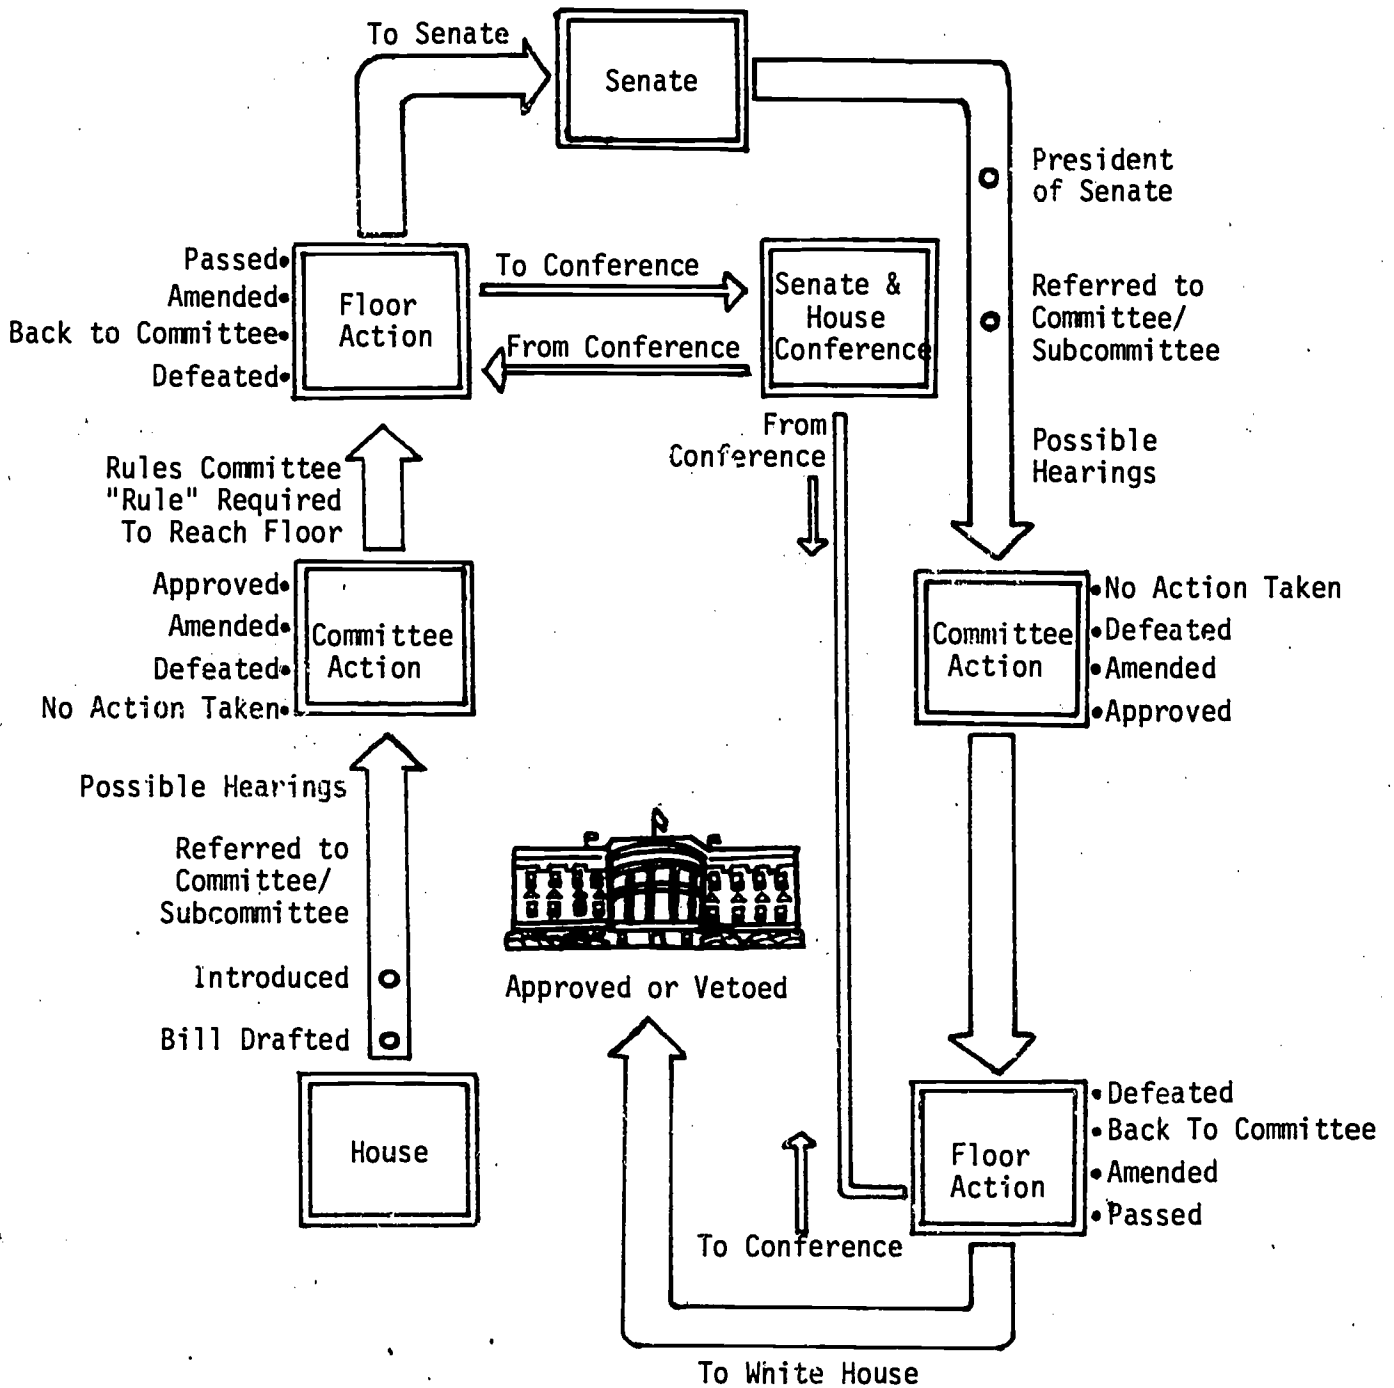 To Senate
Senate
President
of Senate
Passed
Amended
Back to Committee
Defeated
Floor
Action
To Conference
From Conference
Senate &
House
Conference
Referred to
Committee/
Subcommittee
From
Conference
Possible
Hearings
Rules Committee
"Rule" Required
To Reach Floor
Approved
Amended
Defeated
No Action Taken
Committee
Action
Committee
Action
No Action Taken
Defeated
Amended
Approved
Possible Hearings
Referred to
Committee/
Subcommittee
Introduced
Bill Drafted
House
Approved or Vetoed
Floor
Action
Defeated
Back To Committee
Amended
Passed
To Conference
To White House